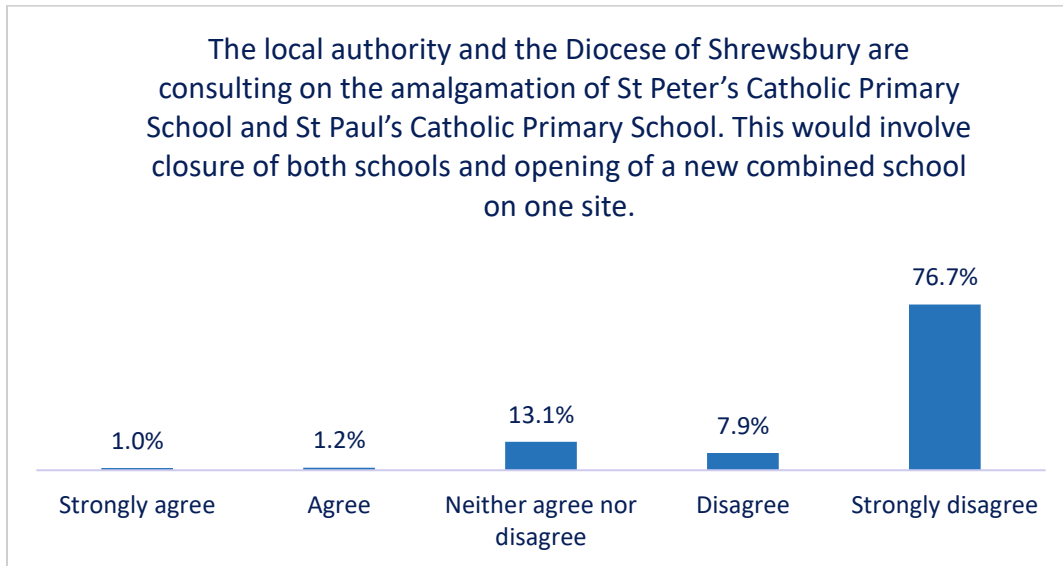 The local authority and the Diocese of Shrewsbury are
consulting on the amalgamation of St Peter’s Catholic Primary
School and St Paul’s Catholic Primary School. This would involve
closure of both schools and opening of a new combined school
on one site.
76.7%
13.1%
7.9%
1.0%
1.2%
Strongly agree
Agree
Neither agree nor
disagree
Disagree
Strongly disagree